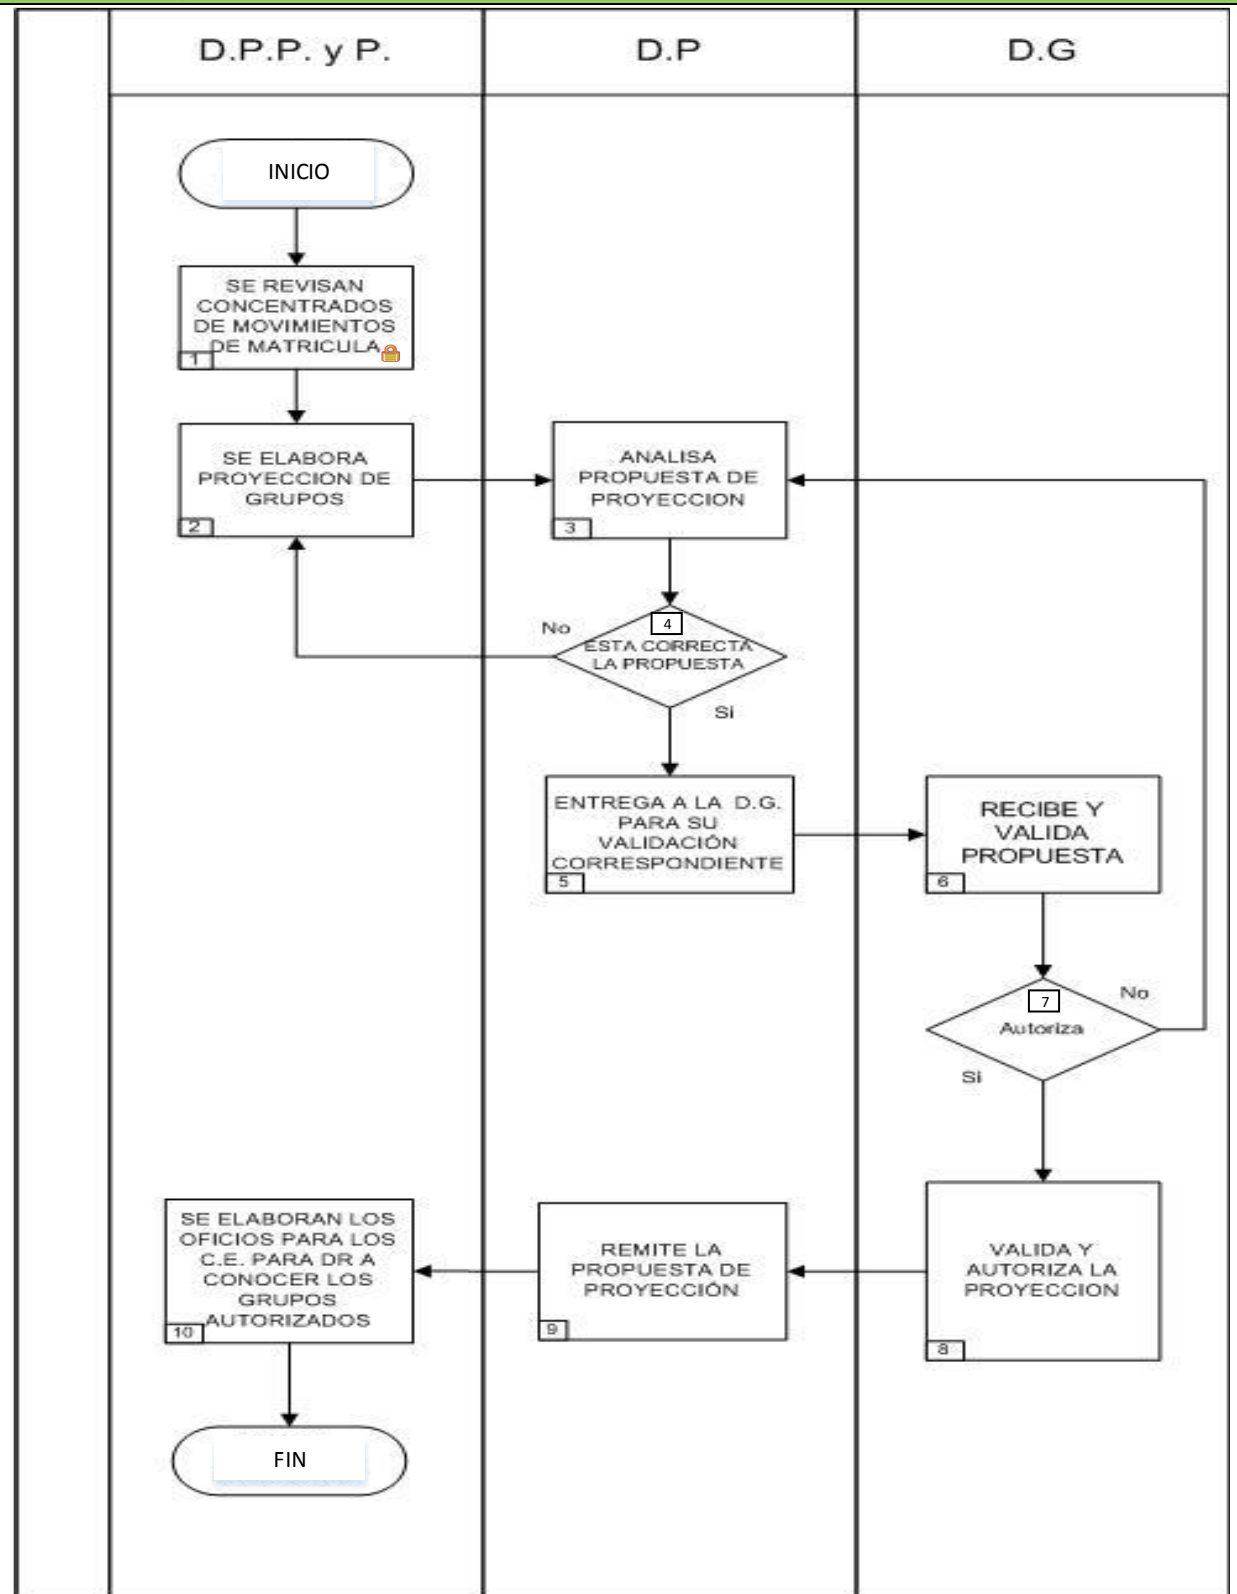 D.P.P. y P.
D.P
D.G
INICIO
SE REVISAN
CONCENTRADOS
DE MOVIMIENTOS
DE MATRICULA
1
SE ELABORA
PROYECCION DE
GRUPOS
2
ANALISA
PROPUESTA DE
PROYECCION
3
4
No
ESTA CORRECTA
LA PROPUESTA
Si
ENTREGA A LA D.G.
PARA SU
VALIDACIÓN
CORRESPONDIENTE
5
RECIBE Y
VALIDA
PROPUESTA
6
7
No
Autoriza
Si
VALIDA Y
AUTORIZA LA
PROYECCION
8
REMITE LA
PROPUESTA DE
PROYECCIÓN
9
SE ELABORAN LOS
OFICIOS PARA LOS
C.E. PARA DR A
CONOCER LOS
GRUPOS
AUTORIZADOS
10
FIN